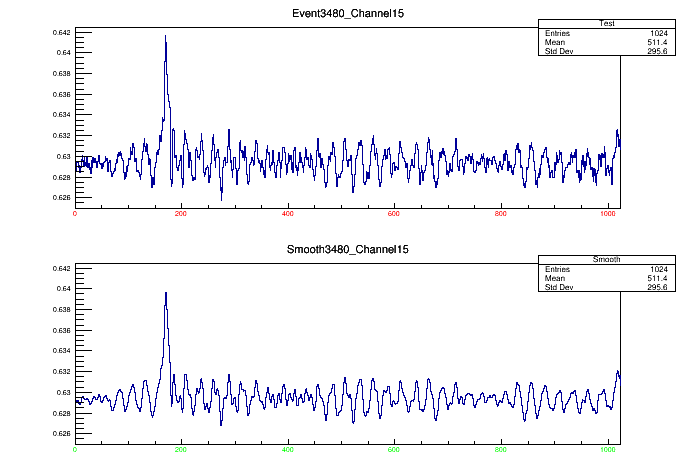 Event3480_Channel15
Test
Entries 1024
Mean 511.4
Std Dev 295.6
0.642
0.64
0.638
0.636
0.634
0.632
0.63
0.628
0.626
0 200 400 600 800 1000
Smooth3480_Channel15
Smooth
Entries 1024
Mean 511.4
Std Dev 295.6
0.642
0.64
0.638
0.636
0.634
0.632
0.63
0.628
0.626
0 200 400 600 800 1000